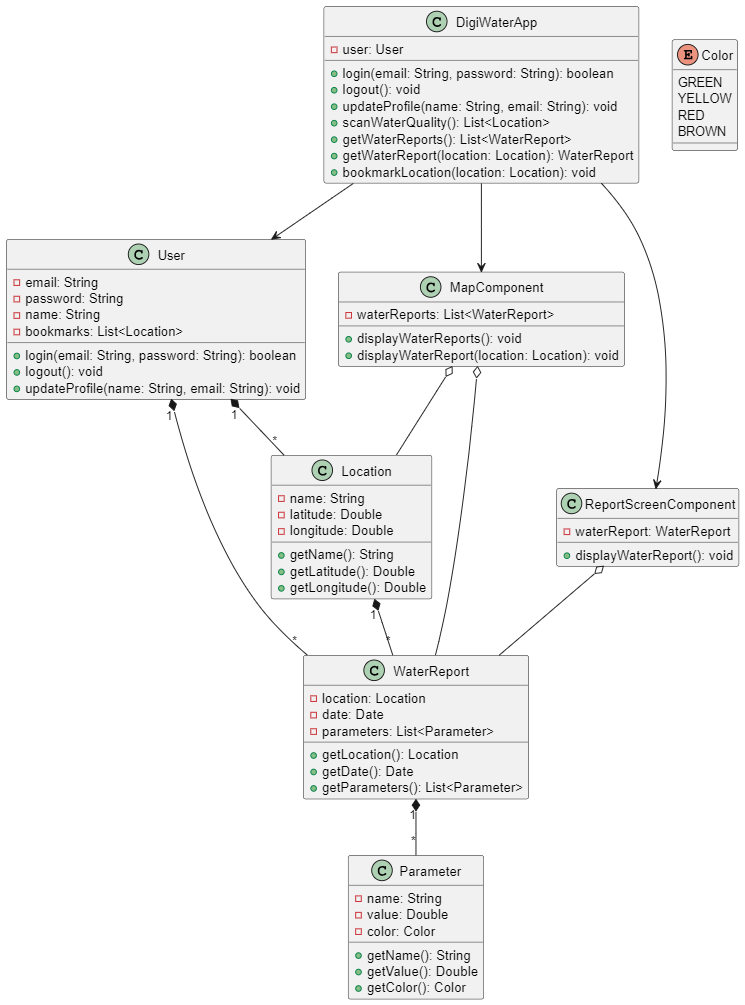 C DigiWaterApp
user: User
login(email: String, password: String): boolean
logout(): void
updateProfile(name: String, email: String): void
scanWaterQuality(): List<Location>
getWaterReports(): List<WaterReport>
getWaterReport(location: Location): WaterReport
bookmarkLocation(location: Location): void
E Color
GREEN
YELLOW
RED
BROWN
C User
email: String
password: String
name: String
bookmarks: List<Location>
login(email: String, password: String): boolean
logout(): void
updateProfile(name: String, email: String): void
C MapComponent
waterReports: List<WaterReport>
displayWaterReports(): void
displayWaterReport(location: Location): void
1
1
*
C Location
name: String
latitude: Double
longitude: Double
getName(): String
getLatitude(): Double
getLongitude(): Double
C ReportScreenComponent
waterReport: WaterReport
displayWaterReport(): void
1
*
*
C WaterReport
location: Location
date: Date
parameters: List<Parameter>
getLocation(): Location
getDate(): Date
getParameters(): List<Parameter>
1
*
C Parameter
name: String
value: Double
color: Color
getName(): String
getValue(): Double
getColor(): Color